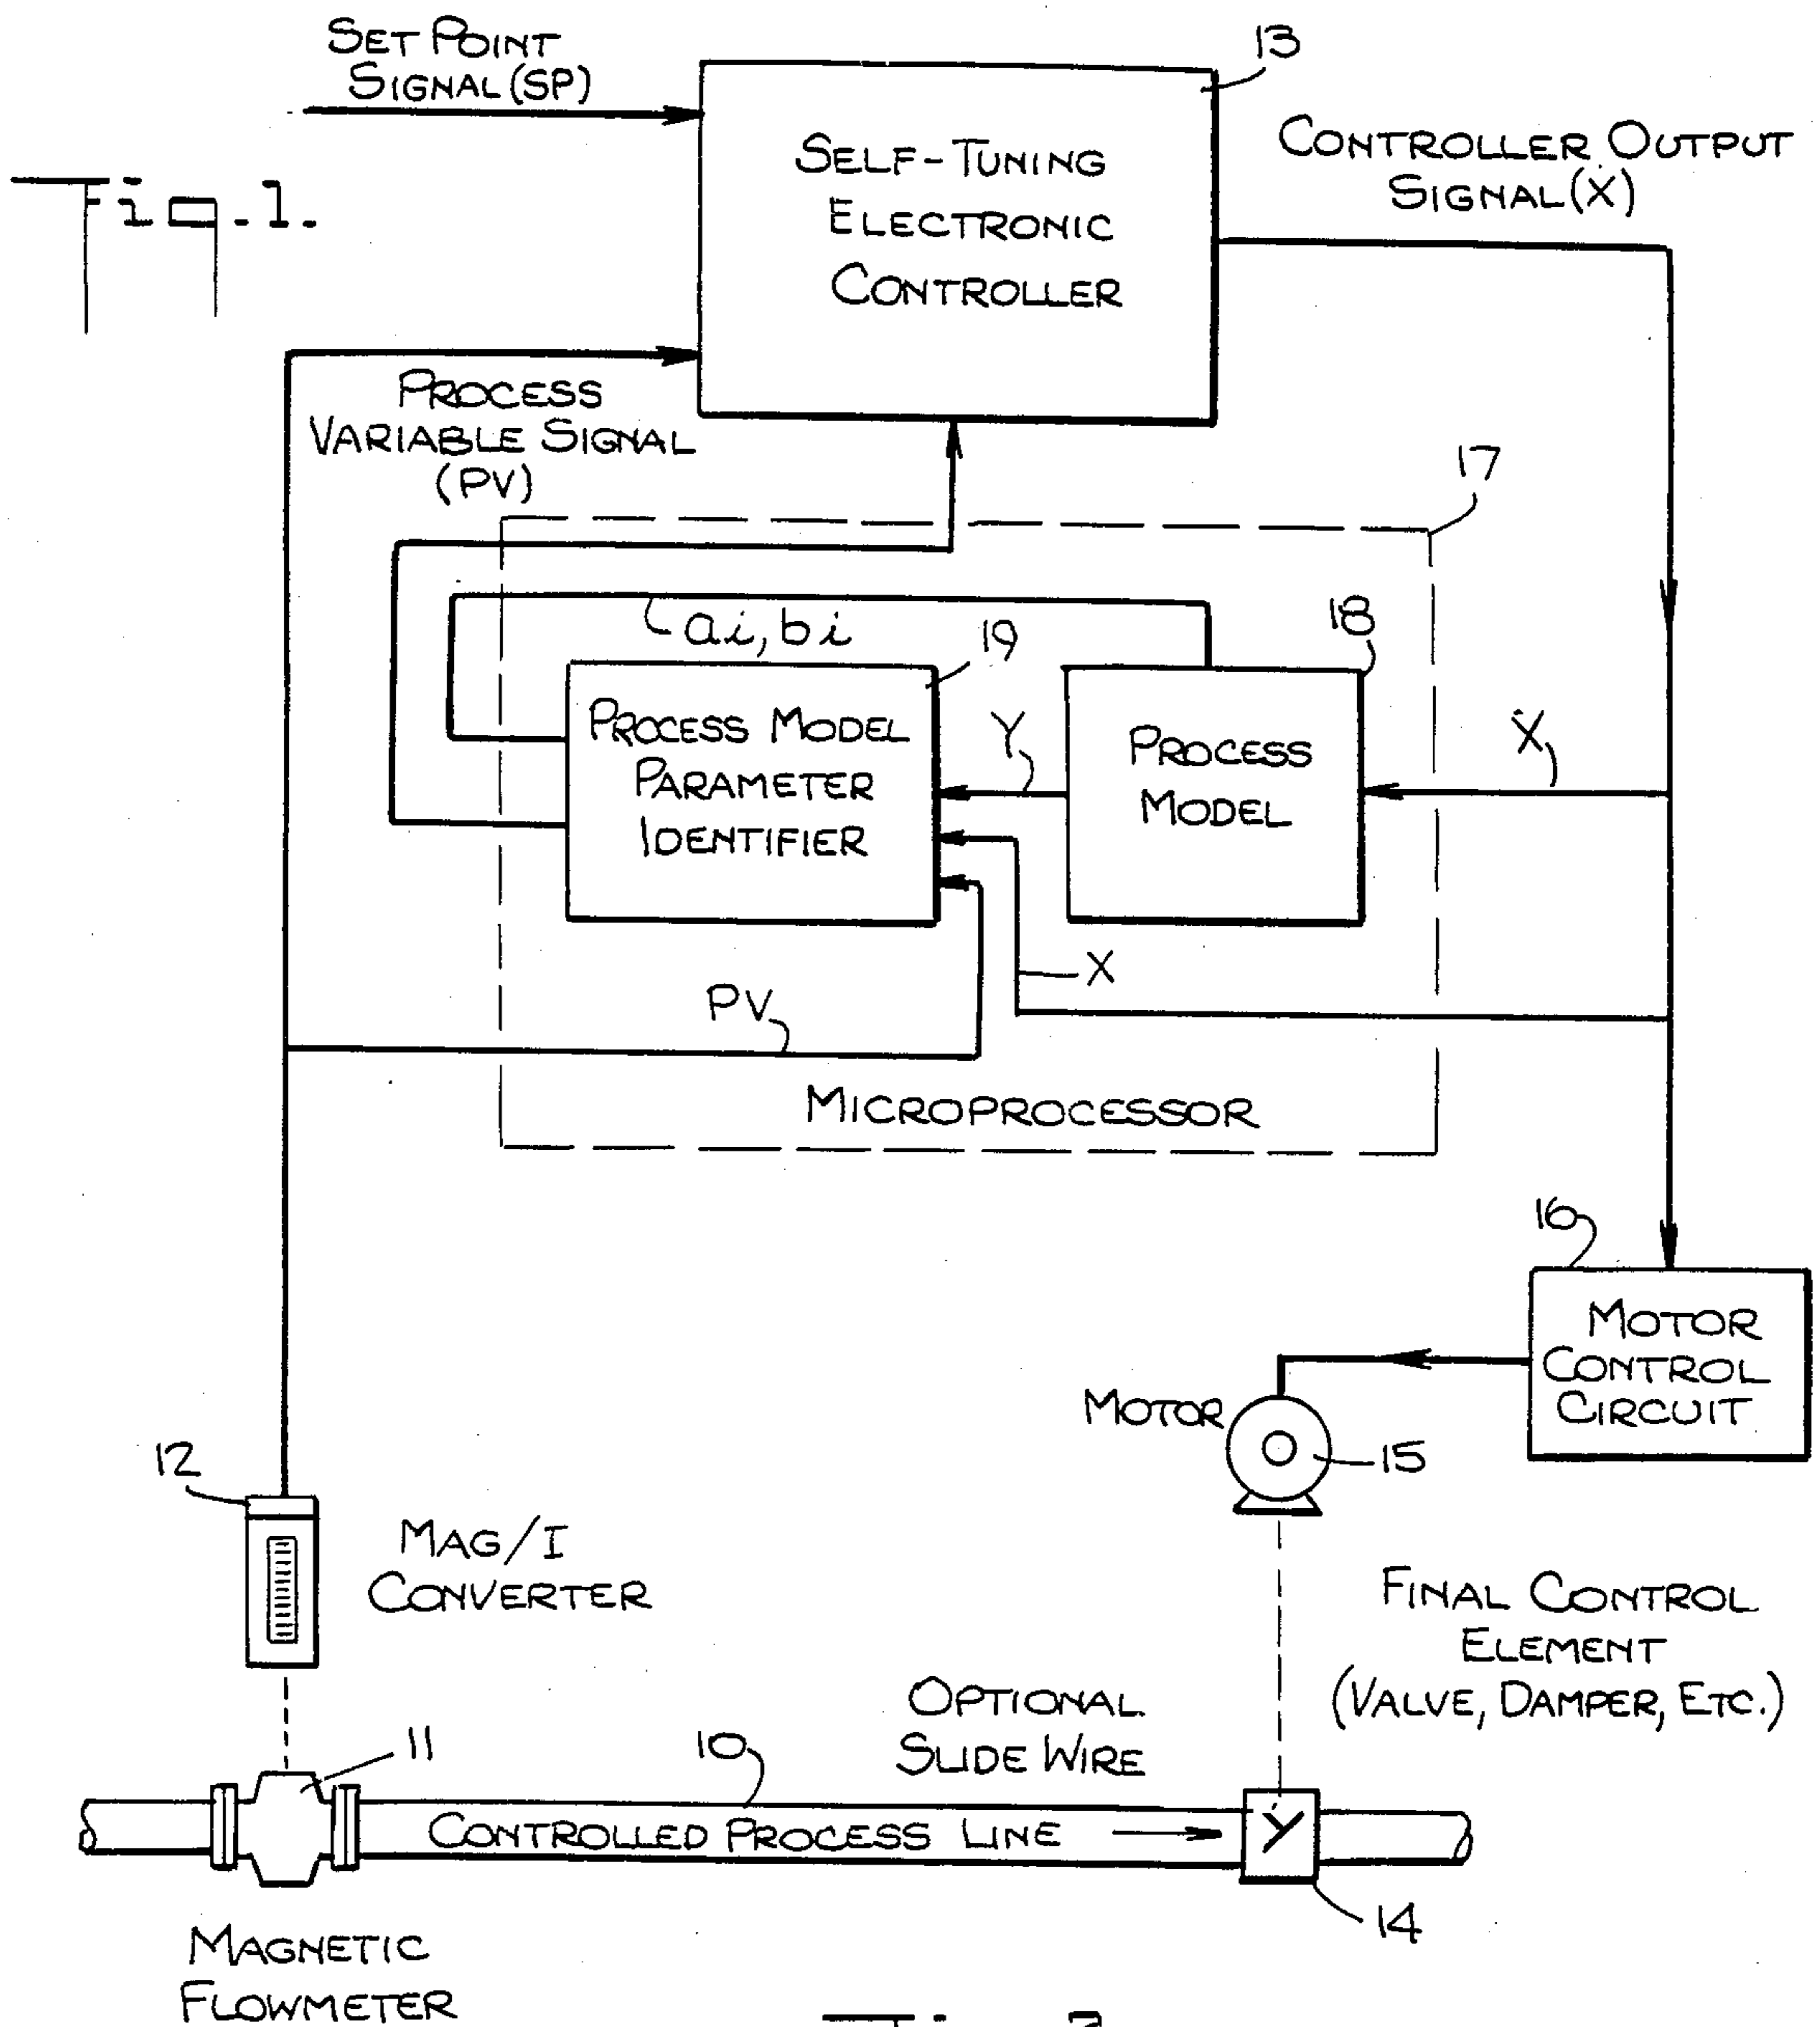 SET POINT
SIGNAL (SP)
13
Fig.1.
SELF-TUNING
ELECTRONIC
CONTROLLER
CONTROLLER OUTPUT
SIGNAL (X)
PROCESS
VARIABLE SIGNAL
(PV)
17
ai, bi
19
18
PROCESS MODEL
PARAMETER
IDENTIFIER
Y
PROCESS
MODEL
X
X
PV
MICROPROCESSOR
16
MOTOR
CONTROL
CIRCUIT
MOTOR
15
12
MAG/I
CONVERTER
FINAL CONTROL
ELEMENT
(VALVE, DAMPER, ETC.)
OPTIONAL
SLIDE WIRE
11
10
CONTROLLED PROCESS LINE
14
MAGNETIC
FLOWMETER